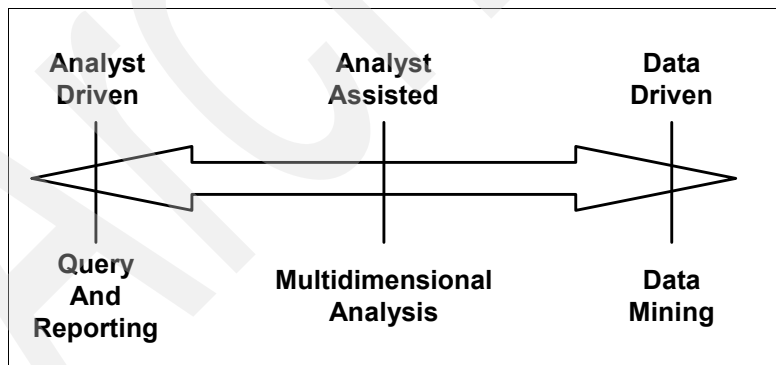 Analyst
Driven
Analyst
Assisted
Data
Driven
Query
And
Reporting
Multidimensional
Analysis
Data
Mining